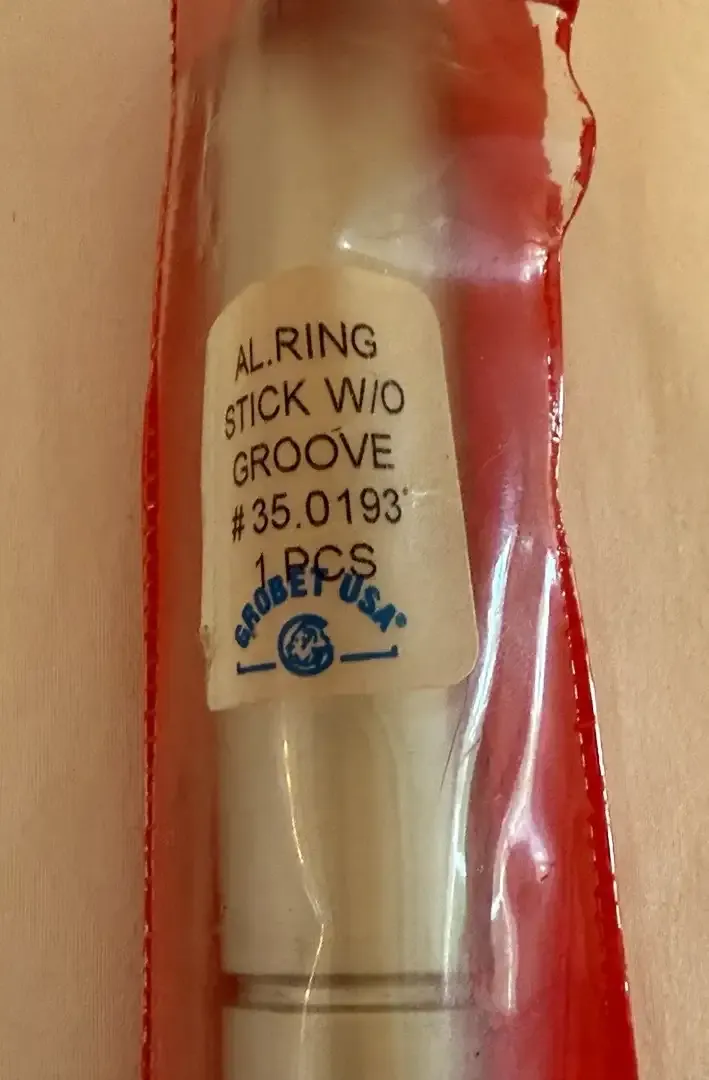 AL.RING
STICK W/O
GROOVE
#35.0193
1 PCS
GROBET USA®